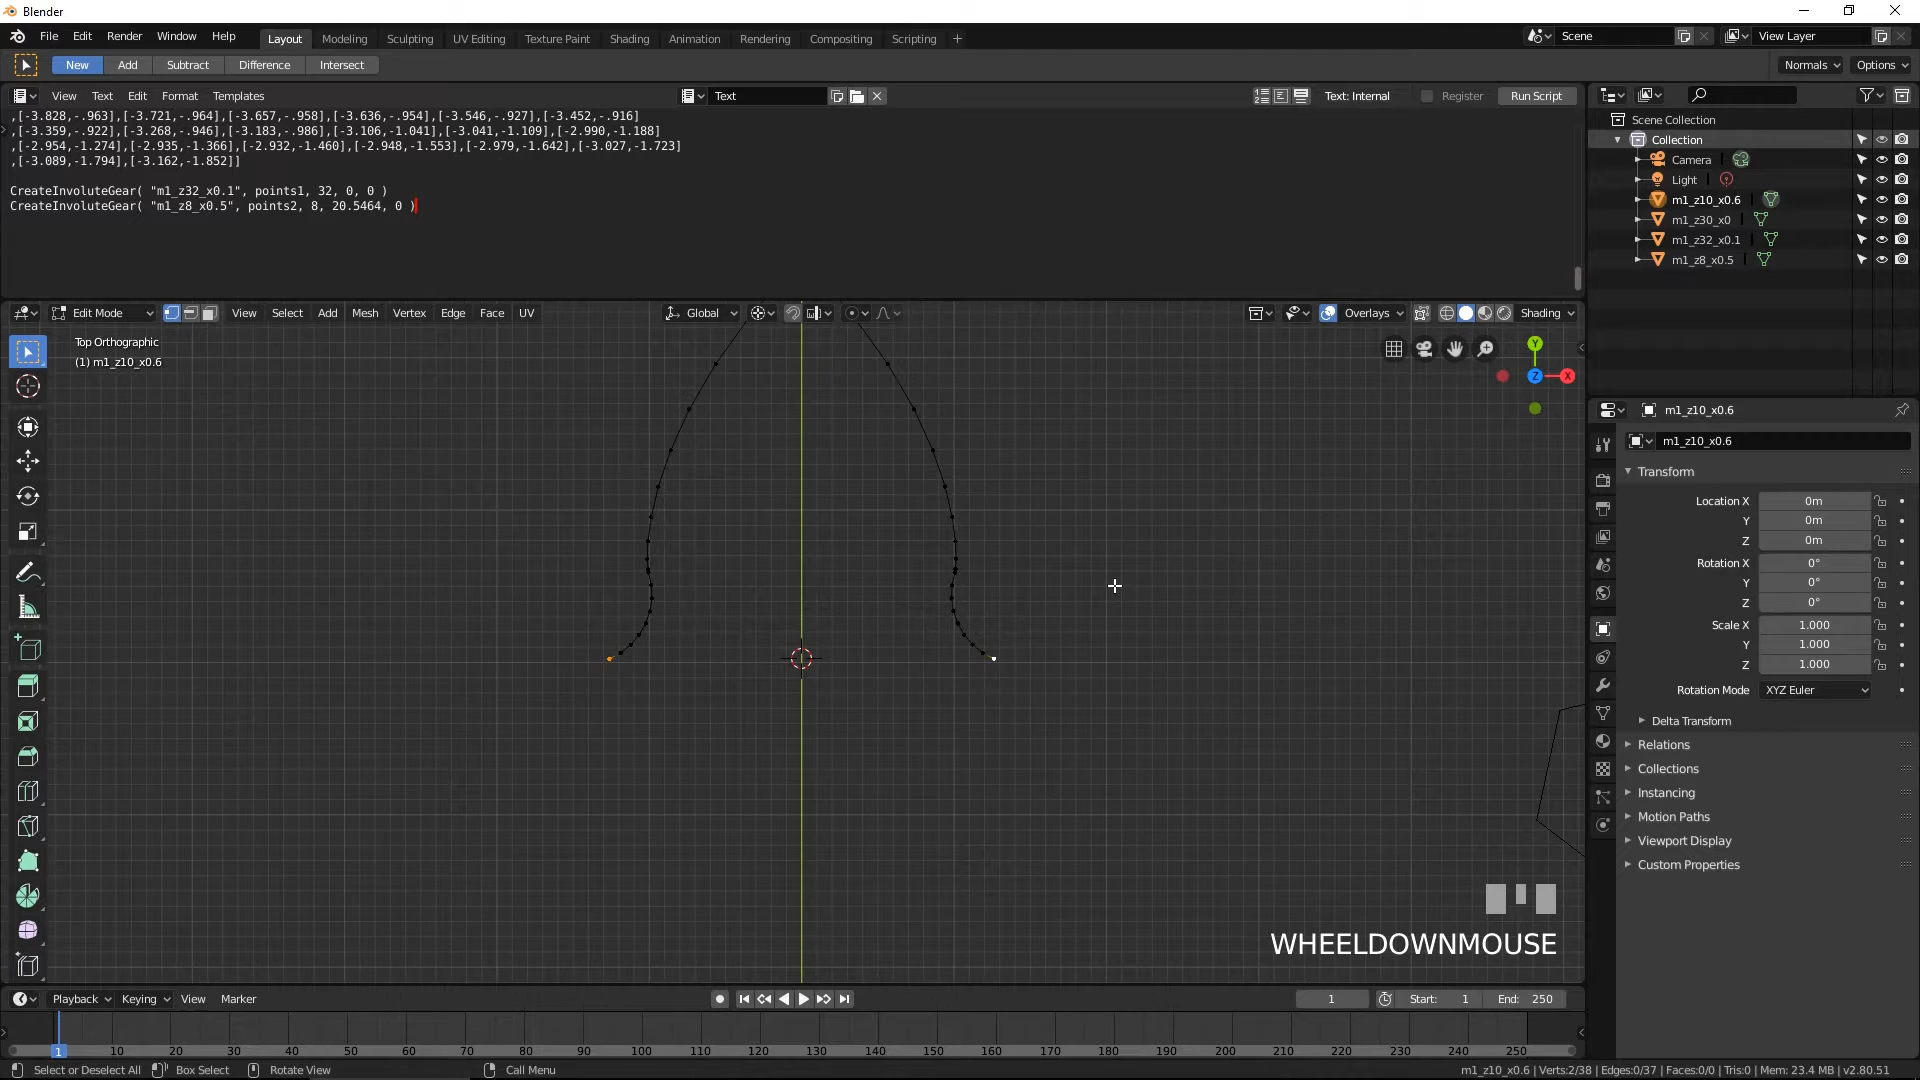 Blender
File Edit Render Window Help Layout Modeling Sculpting UV Editing Texture Paint Shading Animation Rendering Compositing Scripting + Scene View Layer
New Add Subtract Difference Intersect Normals Options
View Text Edit Format Templates Text Text: Internal Register Run Script
,[-3.828,-.963],[-3.721,-.964],[-3.657,-.958],[-3.636,-.954],[-3.546,-.927],[-3.452,-.916]
,[-3.359,-.922],[-3.268,-.946],[-3.183,-.986],[-3.106,-1.041],[-3.041,-1.109],[-2.990,-1.188]
,[-2.954,-1.274],[-2.935,-1.366],[-2.932,-1.460],[-2.948,-1.553],[-2.979,-1.642],[-3.027,-1.723]
,[-3.089,-1.794],[-3.162,-1.852]]
CreateInvoluteGear( "m1_z32_x0.1", points1, 32, 0, 0 )
CreateInvoluteGear( "m1_z8_x0.5", points2, 8, 20.5464, 0 )
Scene Collection
Collection
Camera
Light
m1_z10_x0.6
m1_z30_x0
m1_z32_x0.1
m1_z8_x0.5
Edit Mode View Select Add Mesh Vertex Edge Face UV Global Overlays Shading
Top Orthographic
(1) m1_z10_x0.6
Y
Z X
WHEELDOWNMOUSE
m1_z10_x0.6
m1_z10_x0.6
Transform
Location X 0m
Y 0m
Z 0m
Rotation X 0°
Y 0°
Z 0°
Scale X 1.000
Y 1.000
Z 1.000
Rotation Mode XYZ Euler
Delta Transform
Relations
Collections
Instancing
Motion Paths
Viewport Display
Custom Properties
Playback Keying View Marker 1 Start: 1 End: 250
1 10 20 30 40 50 60 70 80 90 100 110 120 130 140 150 160 170 180 190 200 210 220 230 240 250
Select or Deselect All Box Select Rotate View Call Menu m1_z10_x0.6 | Verts:2/38 | Edges:0/37 | Faces:0/0 | Tris:0 | Mem: 23.4 MB | v2.80.51